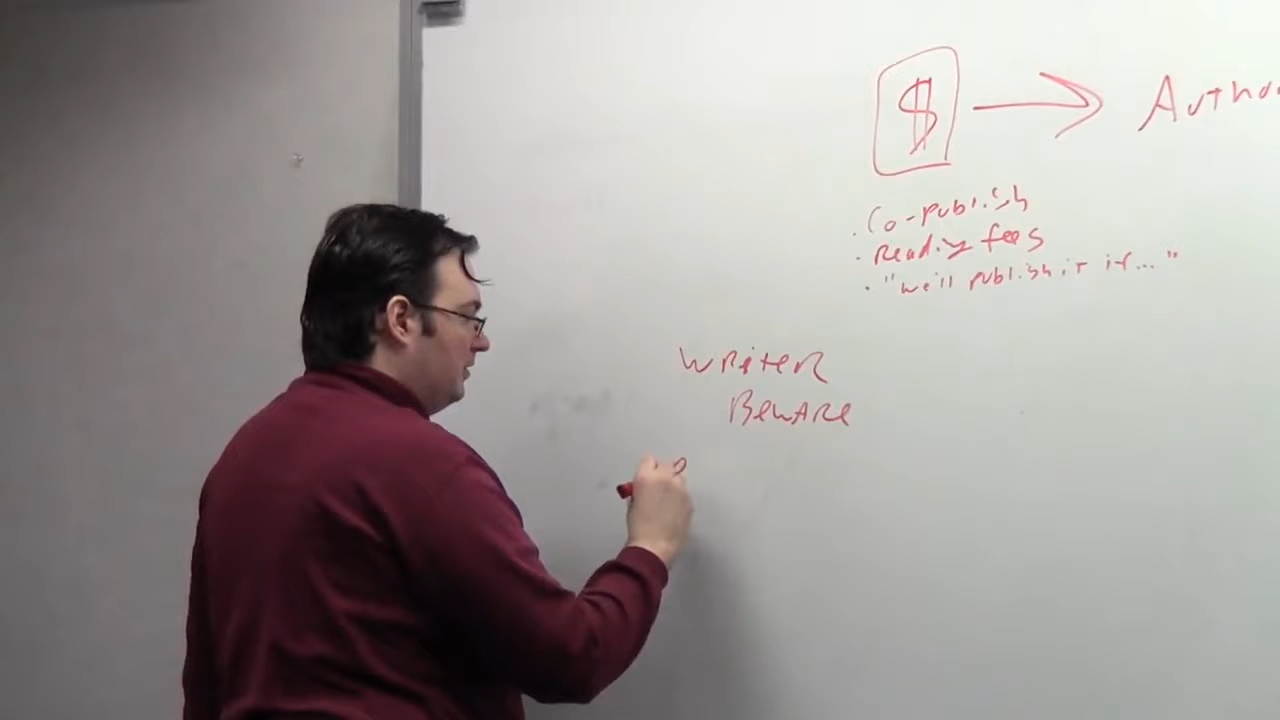 $ → Autho
· Co-publish
· Reading fees
· "we'll publish it if..."
WRiteR
BewARe